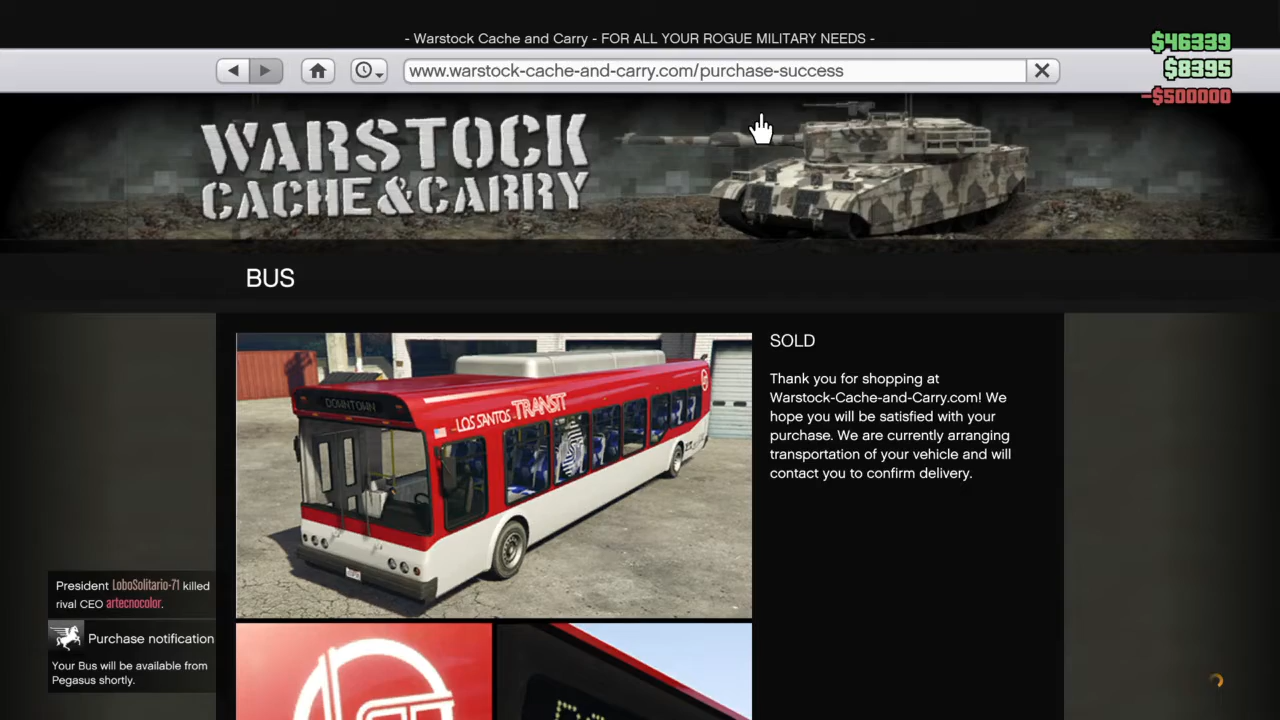 - Warstock Cache and Carry - FOR ALL YOUR ROGUE MILITARY NEEDS -
$46339
$8395
-$500000
www.warstock-cache-and-carry.com/purchase-success
WARSTOCK
CACHE&CARRY
BUS
DOWNTOWN
LOS SANTOS TRANSIT
SOLD
Thank you for shopping at
Warstock-Cache-and-Carry.com! We
hope you will be satisfied with your
purchase. We are currently arranging
transportation of your vehicle and will
contact you to confirm delivery.
President LoboSolitario-71 killed
rival CEO artecnocolor.
Purchase notification
Your Bus will be available from
Pegasus shortly.